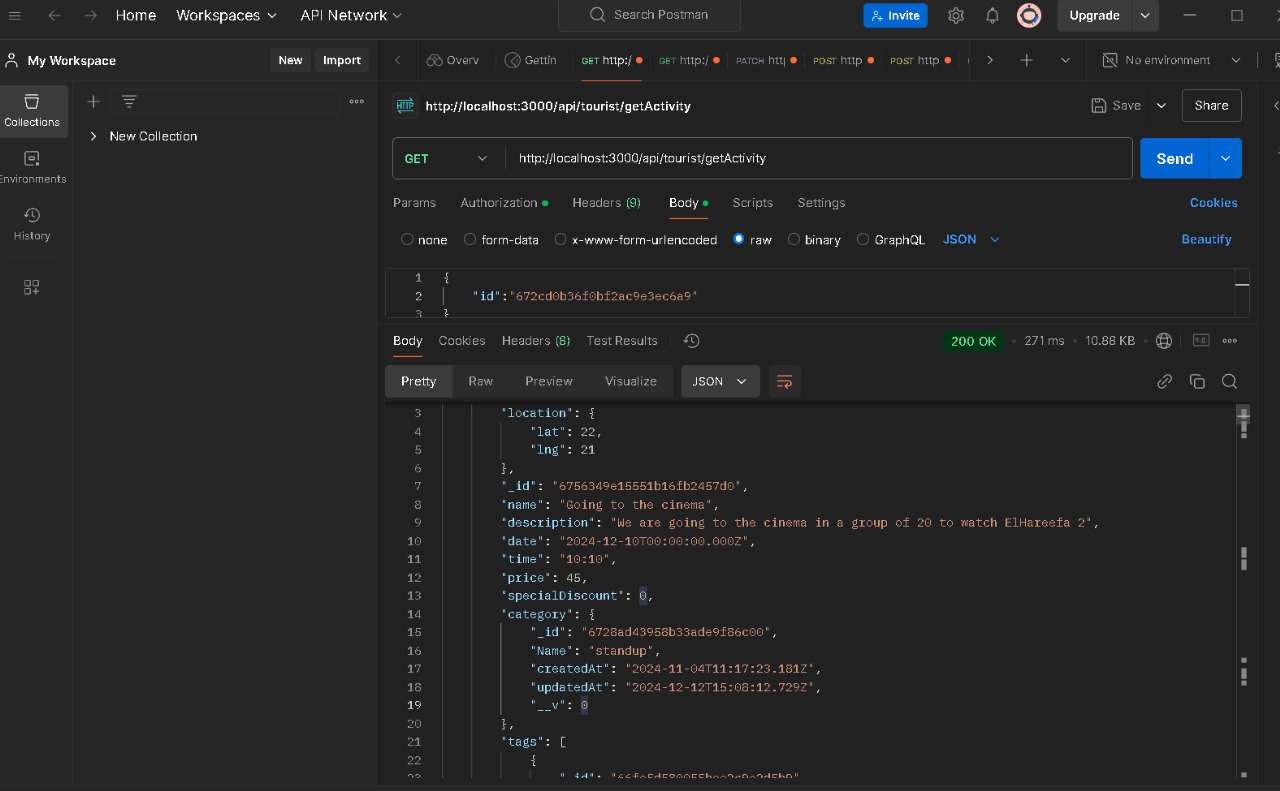 Home Workspaces API Network Search Postman Invite Upgrade
My Workspace New Import Overv Gettin GET http:/ GET http:/ PATCH htt POST http POST http No environment
Collections
New Collection
Environments
History
HTTP http://localhost:3000/api/tourist/getActivity Save Share
GET http://localhost:3000/api/tourist/getActivity Send
Params Authorization Headers (9) Body Scripts Settings Cookies
none form-data x-www-form-urlencoded raw binary GraphQL JSON Beautify
1 {
2 "id":"672cd0b36f0bf2ac9e3ec6a9"
3 }
Body Cookies Headers (8) Test Results 200 OK 271 ms 10.88 KB
Pretty Raw Preview Visualize JSON
3 "location": {
4 "lat": 22,
5 "lng": 21
6 },
7 "_id": "6756349e15551b16fb2457d0",
8 "name": "Going to the cinema",
9 "description": "We are going to the cinema in a group of 20 to watch ElHareefa 2",
10 "date": "2024-12-10T00:00:00.000Z",
11 "time": "10:10",
12 "price": 45,
13 "specialDiscount": 0,
14 "category": {
15 "_id": "6728ad43958b33ade9f86c00",
16 "Name": "standup",
17 "createdAt": "2024-11-04T11:17:23.181Z",
18 "updatedAt": "2024-12-12T15:08:12.729Z",
19 "__v": 0
20 },
21 "tags": [
22 {
23 "_id":